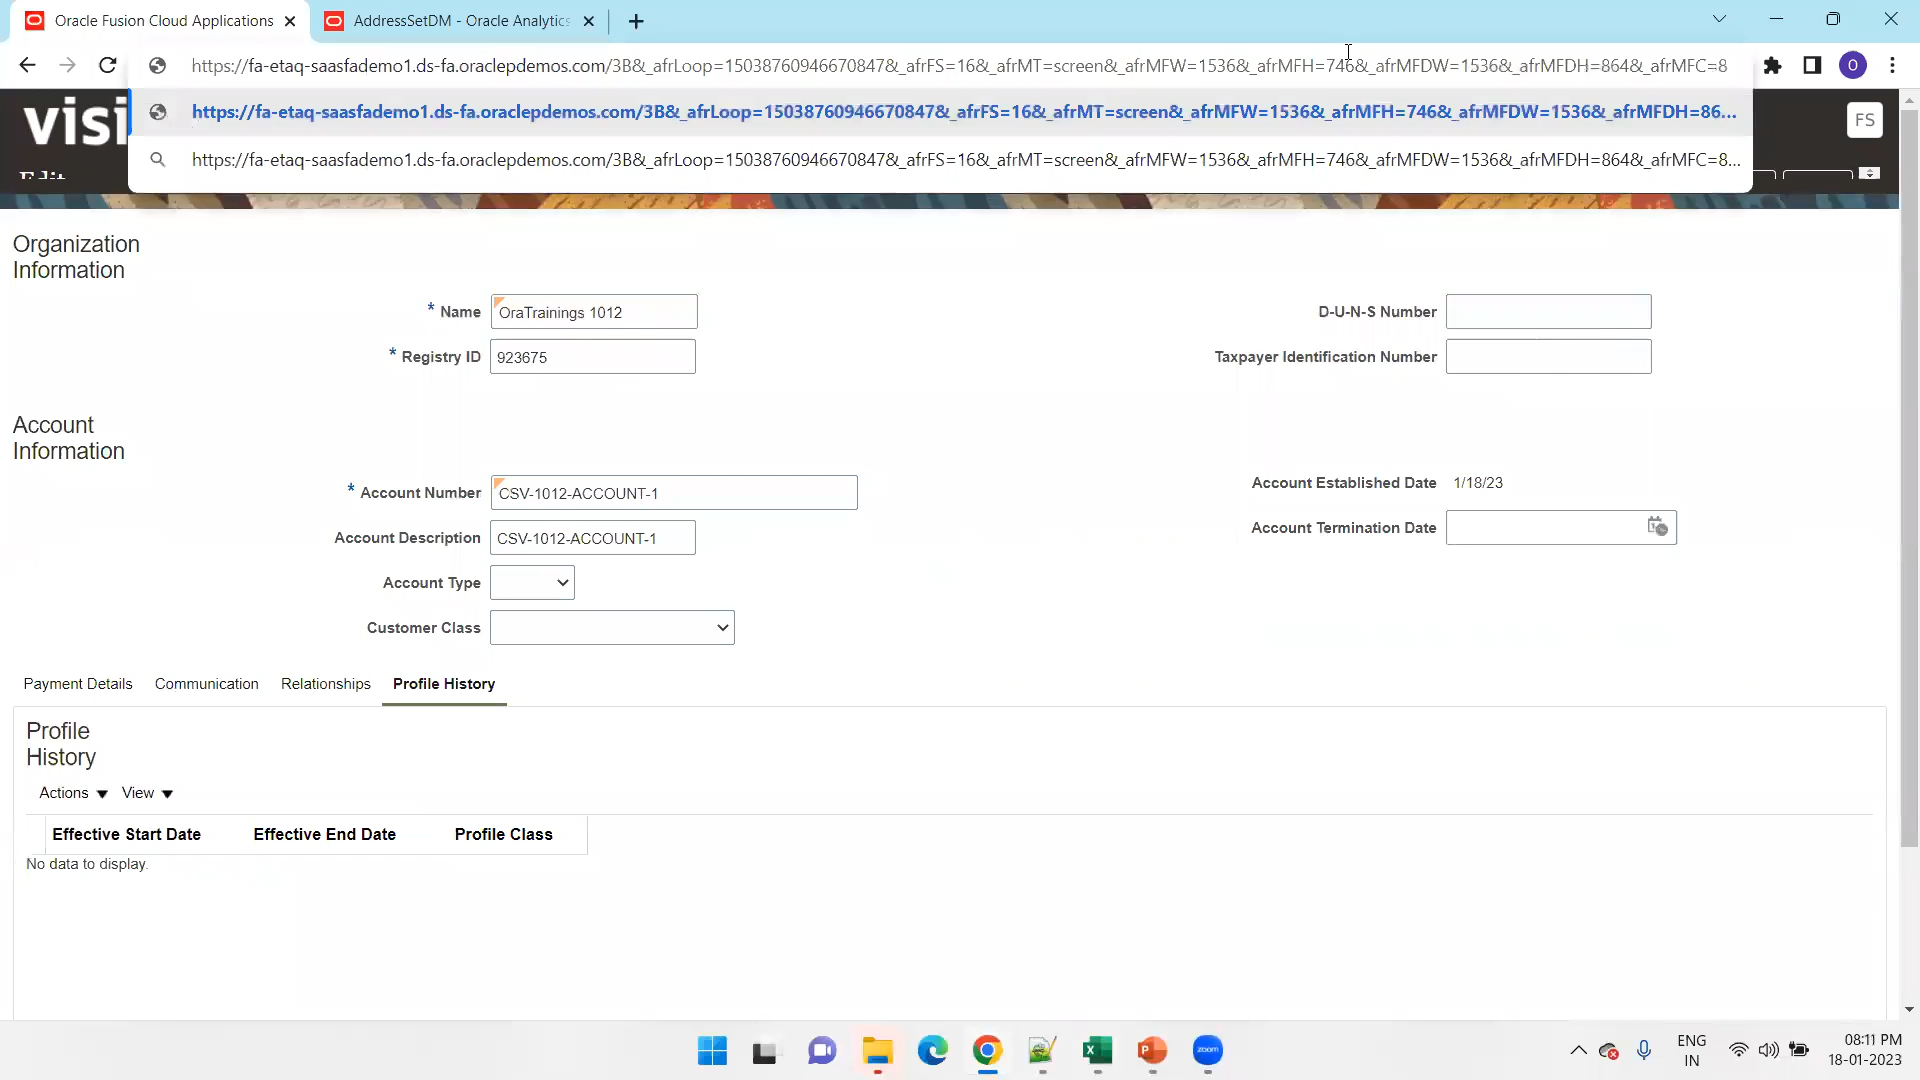 Oracle Fusion Cloud Applications
AddressSetDM - Oracle Analytics
https://fa-etaq-saasfademo1.ds-fa.oraclepdemos.com/3B&_afrLoop=15038760946670847&_afrFS=16&_afrMT=screen&_afrMFW=1536&_afrMFH=746&_afrMFDW=1536&_afrMFDH=864&_afrMFC=8
O
https://fa-etaq-saasfademo1.ds-fa.oraclepdemos.com/3B&_afrLoop=15038760946670847&_afrFS=16&_afrMT=screen&_afrMFW=1536&_afrMFH=746&_afrMFDW=1536&_afrMFDH=86...
visi
FS
https://fa-etaq-saasfademo1.ds-fa.oraclepdemos.com/3B&_afrLoop=15038760946670847&_afrFS=16&_afrMT=screen&_afrMFW=1536&_afrMFH=746&_afrMFDW=1536&_afrMFDH=864&_afrMFC=8...
Edit
Organization
Information
* Name OraTrainings 1012
D-U-N-S Number
* Registry ID 923675
Taxpayer Identification Number
Account
Information
* Account Number CSV-1012-ACCOUNT-1
Account Established Date 1/18/23
Account Description CSV-1012-ACCOUNT-1
Account Termination Date
Account Type
Customer Class
Payment Details Communication Relationships Profile History
Profile
History
Actions View
Effective Start Date Effective End Date Profile Class
No data to display.
zoom
ENG
IN
08:11 PM
18-01-2023